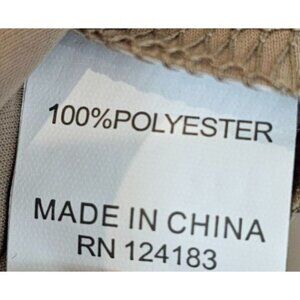 100%POLYESTER
MADE IN CHINA
RN 124183